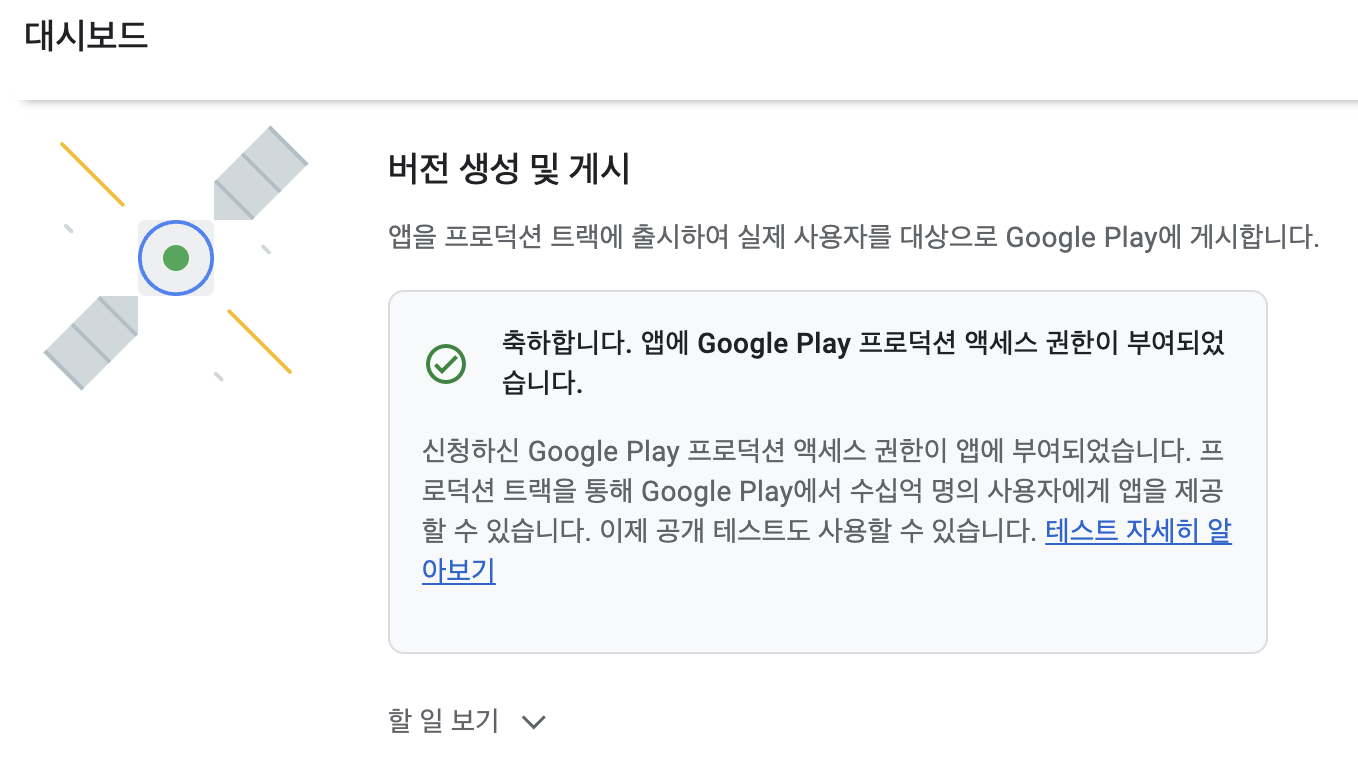 대시보드
버전 생성 및 게시
앱을 프로덕션 트랙에 출시하여 실제 사용자를 대상으로 Google Play에 게시합니다.
축하합니다. 앱에 Google Play 프로덕션 액세스 권한이 부여되었
습니다.
신청하신 Google Play 프로덕션 액세스 권한이 앱에 부여되었습니다. 프
로덕션 트랙을 통해 Google Play에서 수십억 명의 사용자에게 앱을 제공
할 수 있습니다. 이제 공개 테스트도 사용할 수 있습니다. 테스트 자세히 알
아보기
할 일 보기